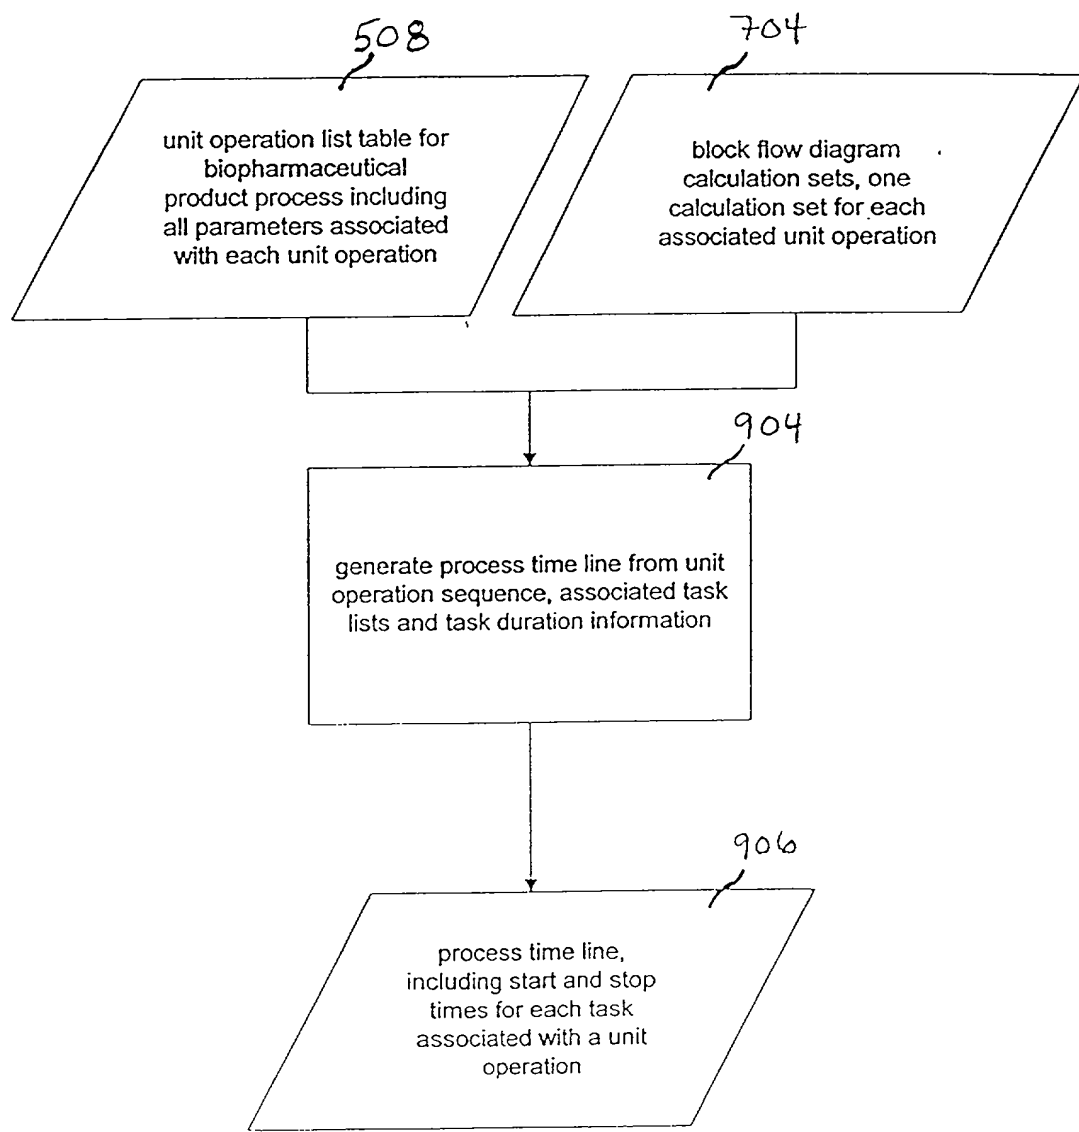 508
704
unit operation list table for
biopharmaceutical
product process including
all parameters associated
with each unit operation
block flow diagram
calculation sets, one
calculation set for each
associated unit operation
904
generate process time line from unit
operation sequence, associated task
lists and task duration information
906
process time line,
including start and stop
times for each task
associated with a unit
operation